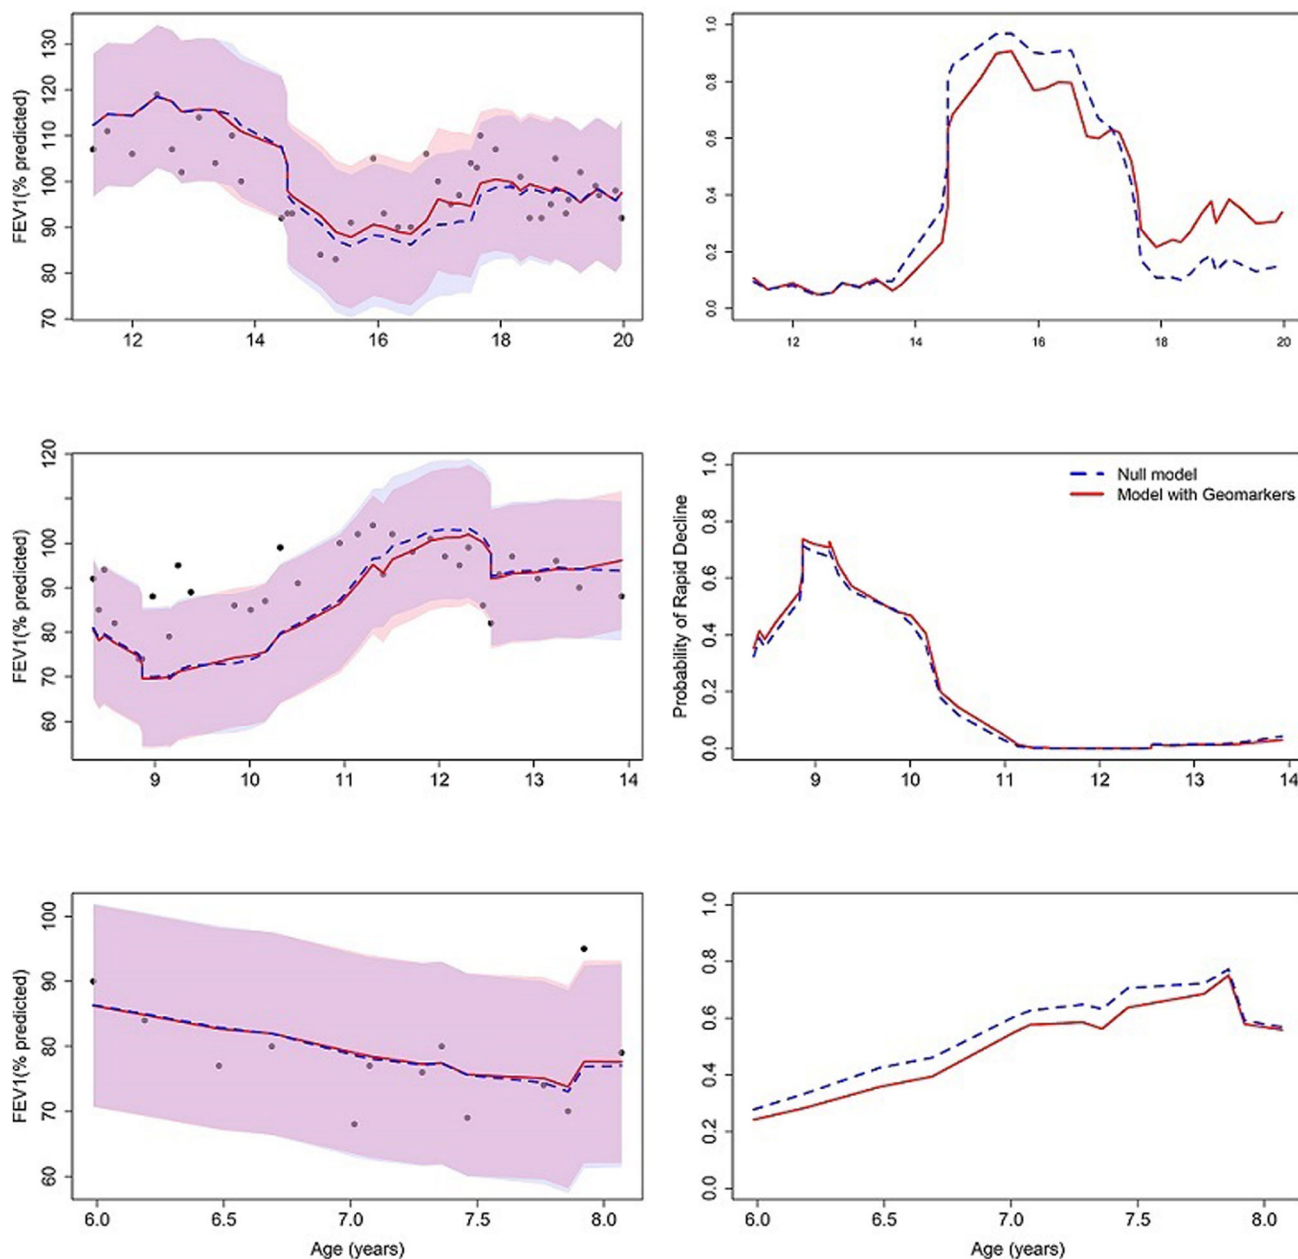 FEV1(% predicted)
130
120
110
100
90
80
70
12 14 16 18 20
1.0
0.8
0.6
0.4
0.2
0.0
12 14 16 18 20
FEV1(% predicted)
120
100
90
80
70
60
9 10 11 12 13 14
Probability of Rapid Decline
1.0
0.8
0.6
0.4
0.2
0.0
Null model
Model with Geomarkers
9 10 11 12 13 14
FEV1(% predicted)
100
90
80
70
60
6.0 6.5 7.0 7.5 8.0
Age (years)
1.0
0.8
0.6
0.4
0.2
0.0
6.0 6.5 7.0 7.5 8.0
Age (years)